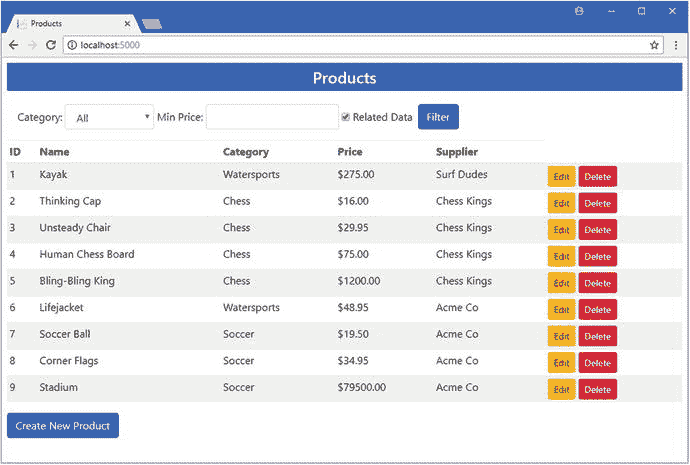 Products
localhost:5000
Products
Category: All Min Price: Related Data Filter
ID Name Category Price Supplier
1 Kayak Watersports $275.00 Surf Dudes Edit Delete
2 Thinking Cap Chess $16.00 Chess Kings Edit Delete
3 Unsteady Chair Chess $29.95 Chess Kings Edit Delete
4 Human Chess Board Chess $75.00 Chess Kings Edit Delete
5 Bling-Bling King Chess $1200.00 Chess Kings Edit Delete
6 Lifejacket Watersports $48.95 Acme Co Edit Delete
7 Soccer Ball Soccer $19.50 Acme Co Edit Delete
8 Corner Flags Soccer $34.95 Acme Co Edit Delete
9 Stadium Soccer $79500.00 Acme Co Edit Delete
Create New Product